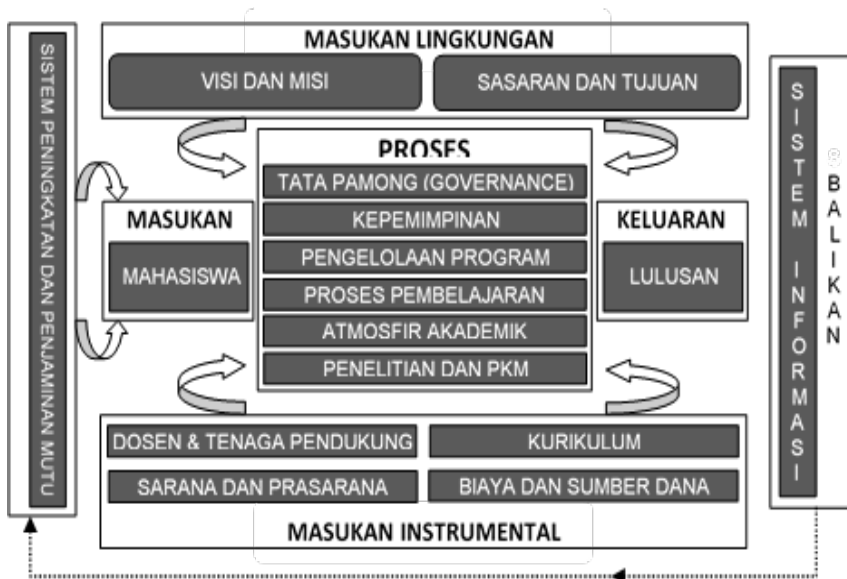 MASUKAN LINGKUNGAN
VISI DAN MISI
SASARAN DAN TUJUAN
SISTEM PENINGKATAN DAN PENJAMINAN MUTU
PROSES
TATA PAMONG (GOVERNANCE)
KEPEMIMPINAN
PENGELOLAAN PROGRAM
PROSES PEMBELAJARAN
ATMOSFIR AKADEMIK
PENELITIAN DAN PKM
MASUKAN
MAHASISWA
KELUARAN
LULUSAN
SISTEM INFORMASI
BALIKAN
DOSEN & TENAGA PENDUKUNG
KURIKULUM
SARANA DAN PRASARANA
BIAYA DAN SUMBER DANA
MASUKAN INSTRUMENTAL